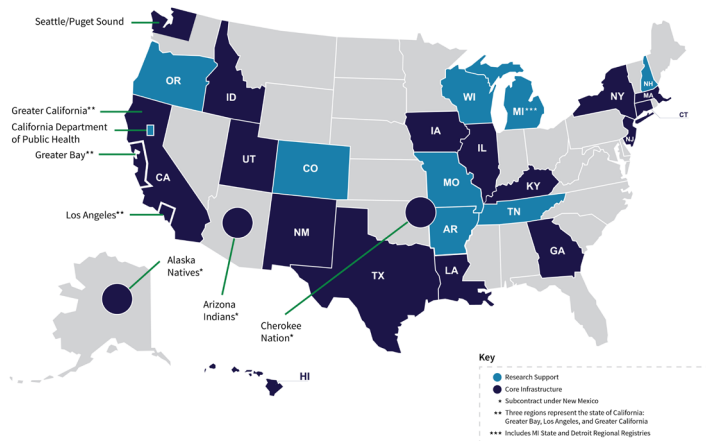 Seattle/Puget Sound
OR
ID
WI
MI***
NH
NY
MA
CT
NJ
Greater California**
California Department
of Public Health
Greater Bay**
CA
UT
CO
IA
IL
MO
KY
TN
Los Angeles**
NM
AR
GA
TX
LA
Alaska
Natives*
Arizona
Indians*
Cherokee
Nation*
HI
Key
Research Support
Core Infrastructure
* Subcontract under New Mexico
** Three regions represent the state of California:
Greater Bay, Los Angeles, and Greater California
*** Includes MI State and Detroit Regional Registries